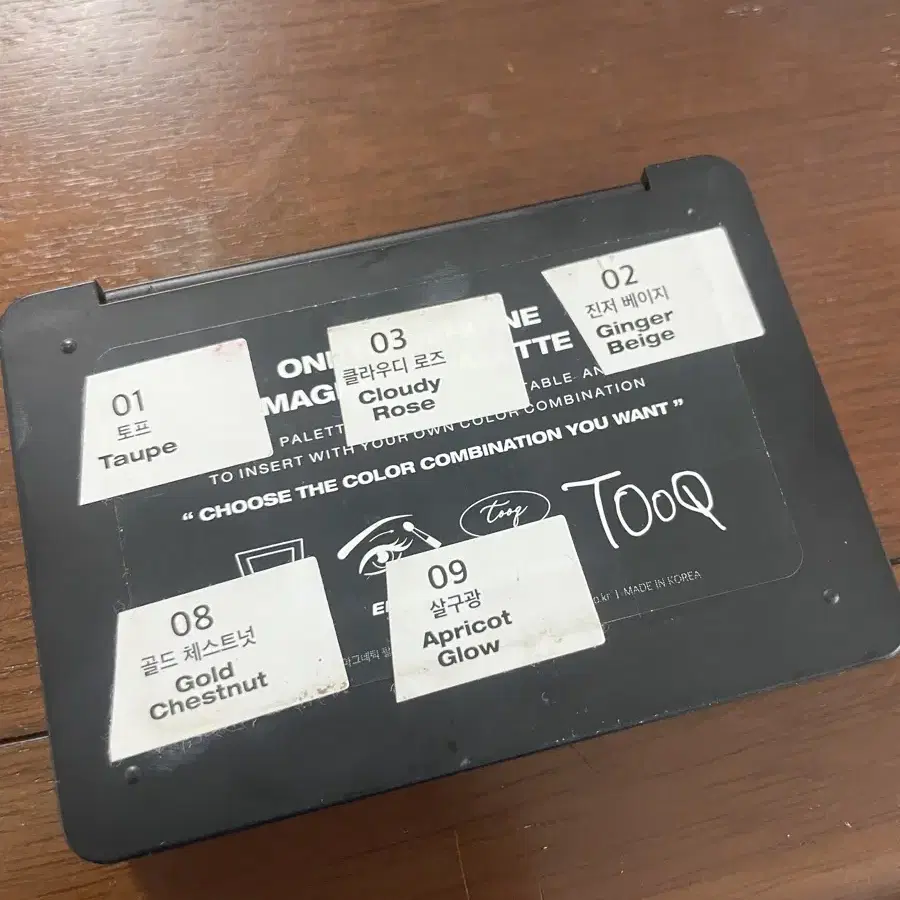 01
토프
Taupe
03
클라우디 로즈
Cloudy
Rose
02
진저 베이지
Ginger
Beige
TO INSERT WITH YOUR OWN COLOR COMBINATION
“ CHOOSE THE COLOR COMBINATION YOU WANT ”
tooq
TOOQ
08
골드 체스트넛
Gold
Chestnut
09
살구광
Apricot
Glow
MADE IN KOREA